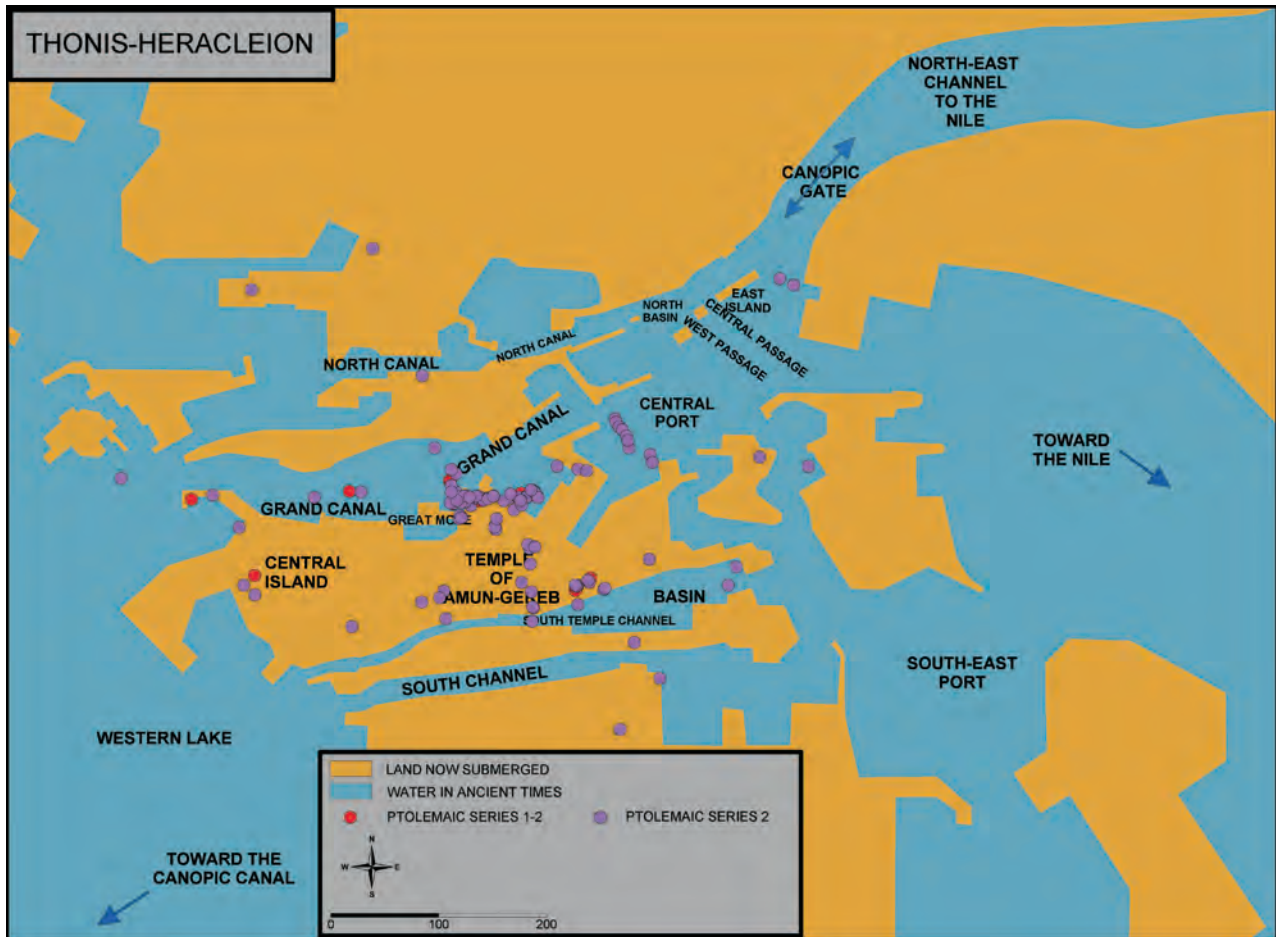 THONIS-HERACLEION
NORTH-EAST
CHANNEL
TO THE
NILE
CANOPIC
GATE
EAST
ISLAND
NORTH
BASIN
CENTRAL PASSAGE
WEST PASSAGE
NORTH CANAL
NORTH CANAL
CENTRAL
PORT
GRAND CANAL
TOWARD
THE NILE
GRAND CANAL
GREAT MOLE
CENTRAL
ISLAND
TEMPLE
OF
AMUN-GEREB
BASIN
SOUTH TEMPLE CHANNEL
SOUTH CHANNEL
SOUTH-EAST
PORT
WESTERN LAKE
TOWARD THE
CANOPIC CANAL
LAND NOW SUBMERGED
WATER IN ANCIENT TIMES
PTOLEMAIC SERIES 1-2
PTOLEMAIC SERIES 2
N
W E
S
0 100 200